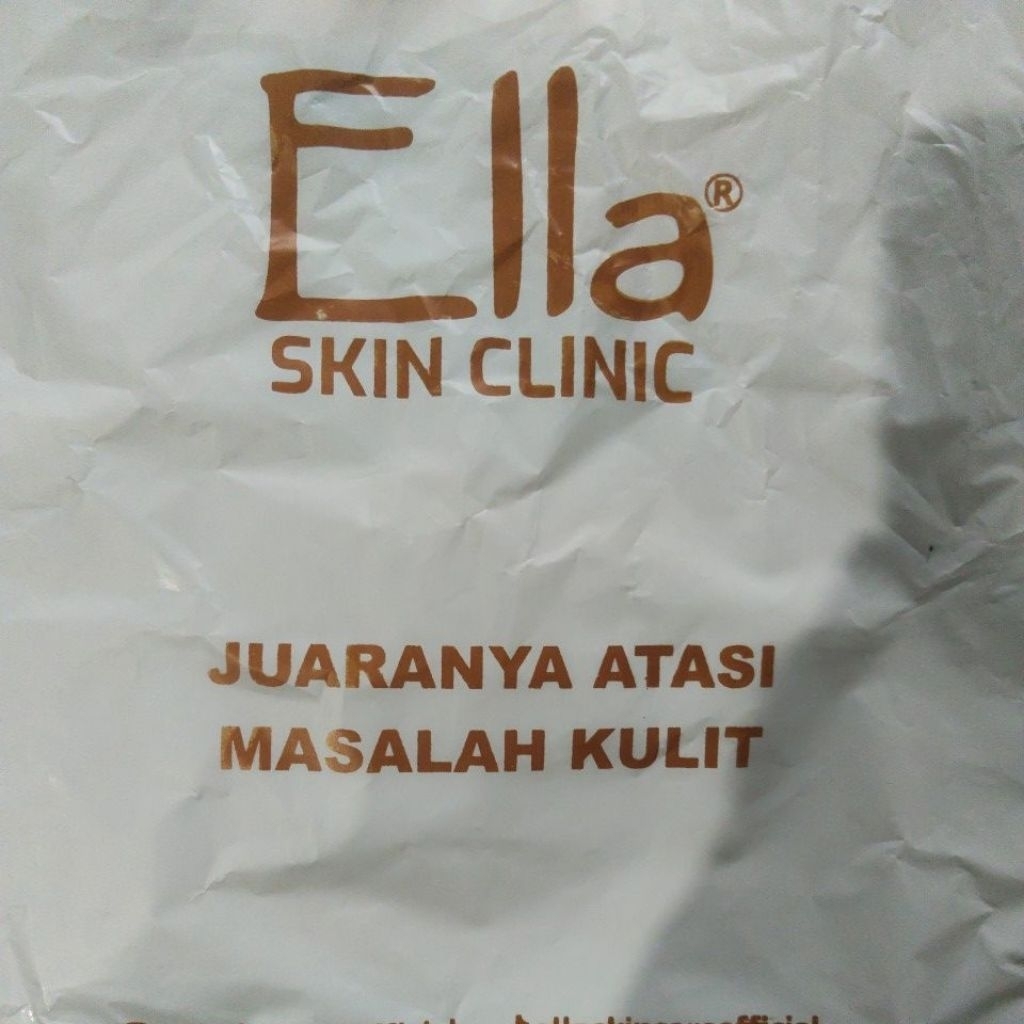 Ella®
SKIN CLINIC
JUARANYA ATASI
MASALAH KULIT